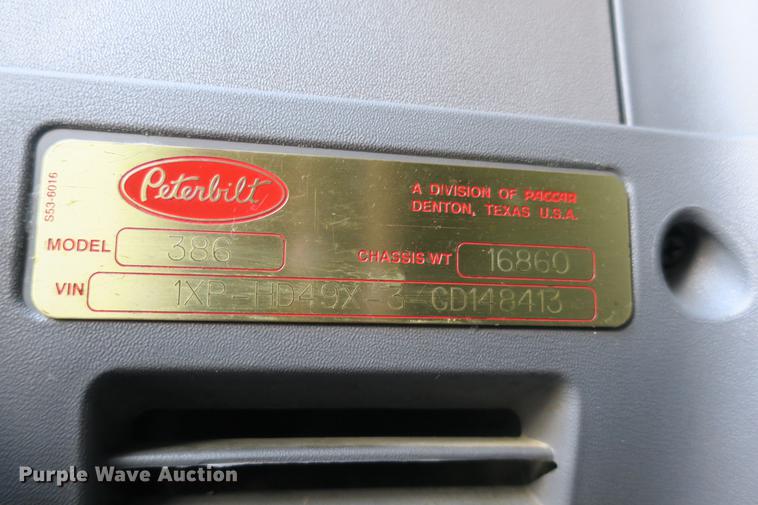 S53-6016
Peterbilt
A DIVISION OF PACCAR
DENTON, TEXAS U.S.A.
MODEL 386
CHASSIS WT 16860
VIN 1XP-HD49X-3-CD148413
Purple Wave Auction